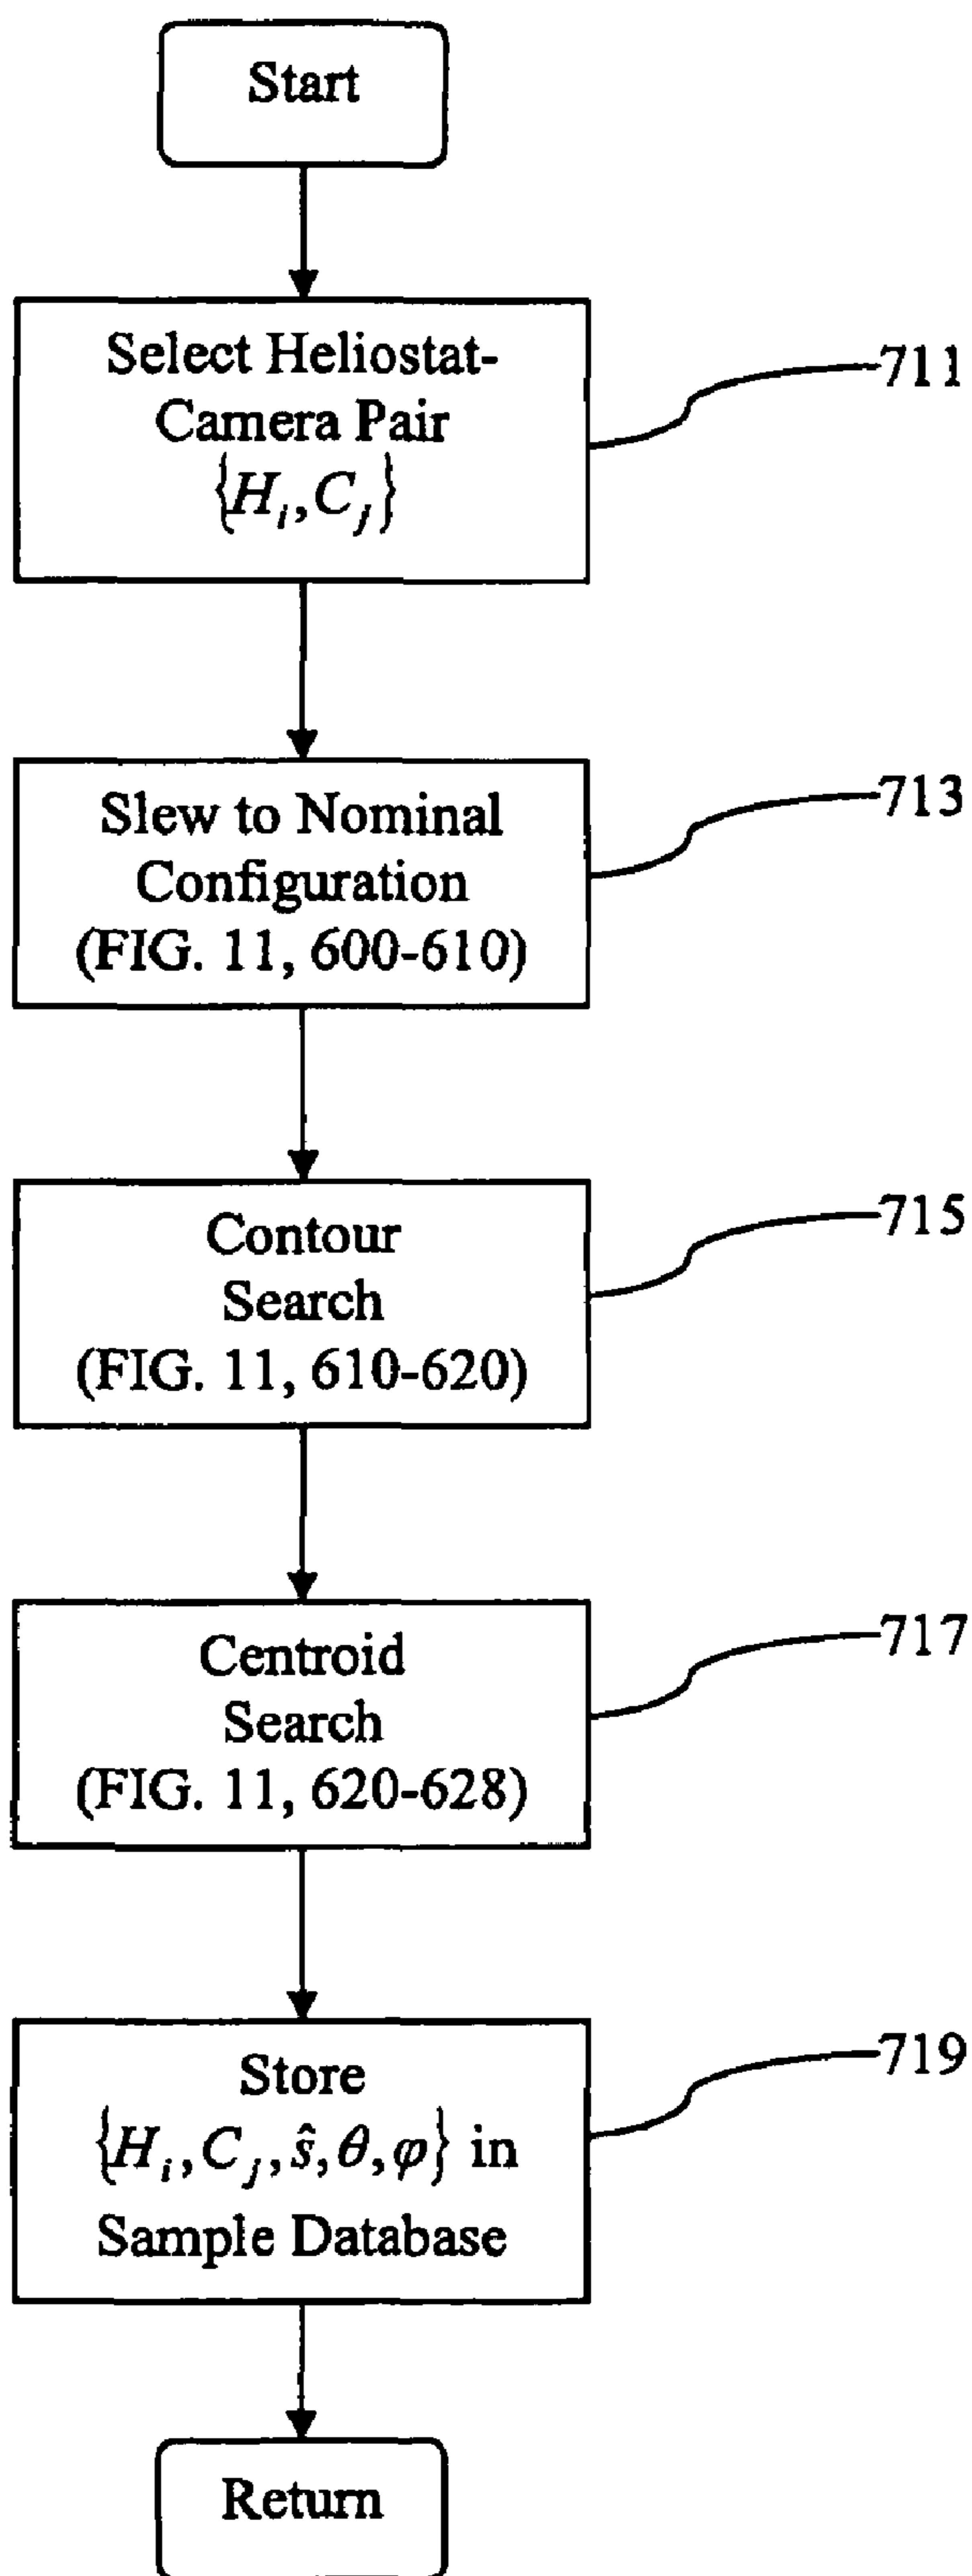 Start
Select Heliostat-
Camera Pair
{H_i, C_j}
711
Slew to Nominal
Configuration
(FIG. 11, 600-610)
713
Contour
Search
(FIG. 11, 610-620)
715
Centroid
Search
(FIG. 11, 620-628)
717
Store
{H_i, C_j, ŝ, θ, φ} in
Sample Database
719
Return